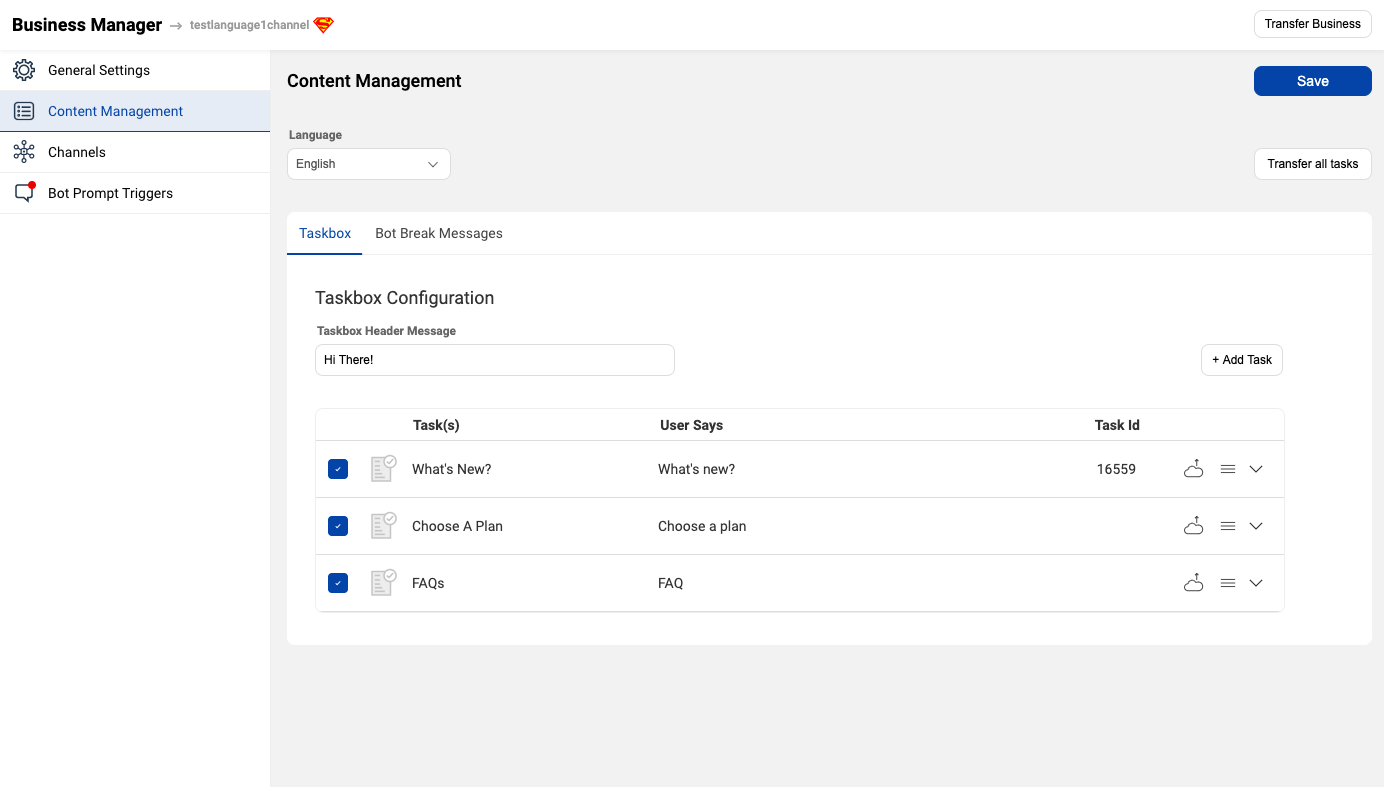 Business Manager → testlanguage1channel
Transfer Business
General Settings
Content Management
Channels
Bot Prompt Triggers
Content Management
Save
Language
English
Transfer all tasks
Taskbox Bot Break Messages
Taskbox Configuration
Taskbox Header Message
Hi There!
+ Add Task
Task(s) User Says Task Id
What's New? What's new? 16559
Choose A Plan Choose a plan
FAQs FAQ